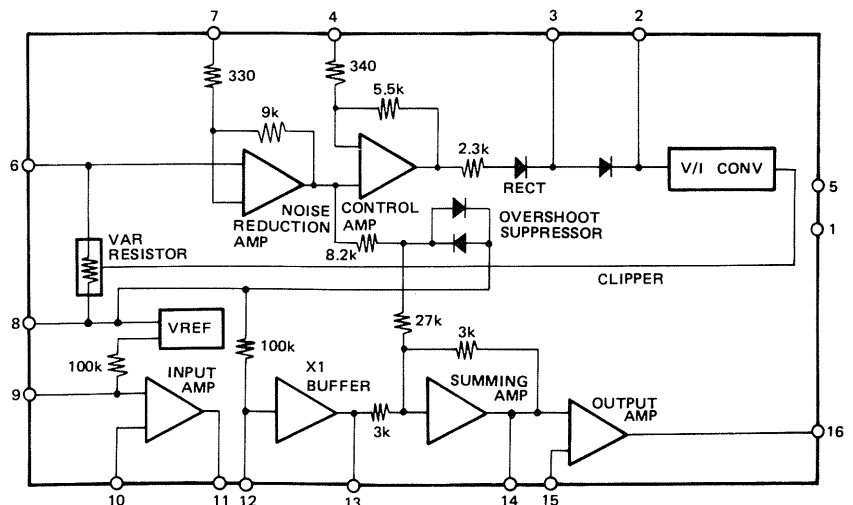 7
4
3
2
330
340
5.5k
9k
2.3k
6
V/I CONV
RECT
5
NOISE
REDUCTION
AMP
CONTROL
AMP
OVERSHOOT
SUPPRESSOR
1
VAR
RESISTOR
8.2k
CLIPPER
8
VREF
27k
100k
3k
100k
INPUT
AMP
X1
BUFFER
SUMMING
AMP
OUTPUT
AMP
9
3k
16
10
11
12
13
14
15